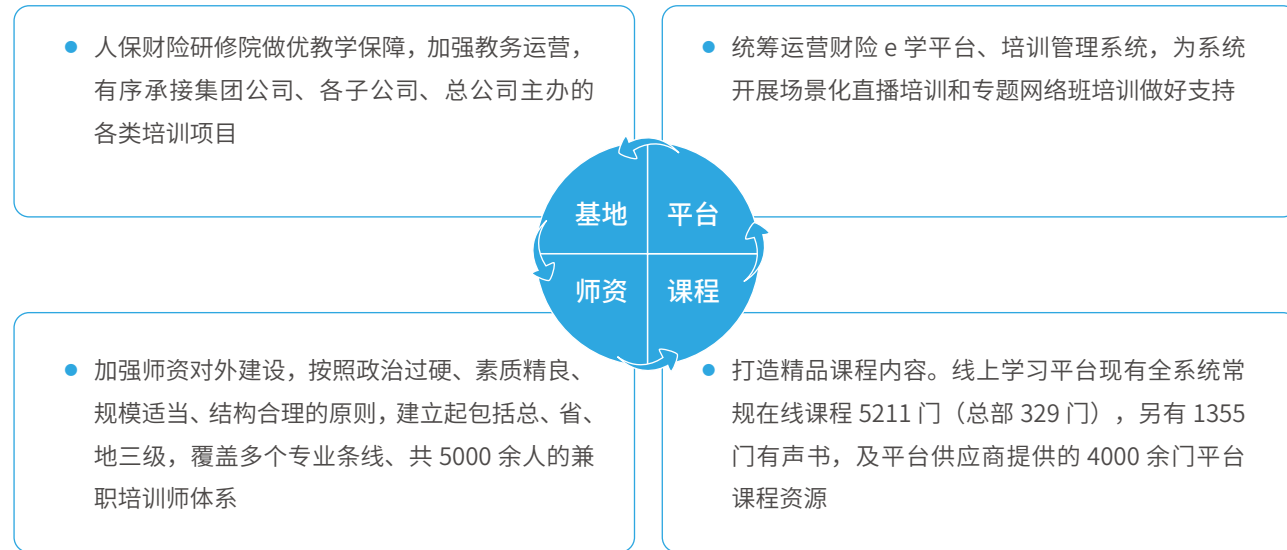 人保财险研修院做优教学保障，加强教务运营，
有序承接集团公司、各子公司、总公司主办的
各类培训项目
统筹运营财险 e 学平台、培训管理系统，为系统
开展场景化直播培训和专题网络班培训做好支持
基地
平台
师资
课程
加强师资对外建设，按照政治过硬、素质精良、
规模适当、结构合理的原则，建立起包括总、省、
地三级，覆盖多个专业条线、共 5000 余人的兼
职培训师体系
打造精品课程内容。线上学习平台现有全系统常
规在线课程 5211 门（总部 329 门），另有 1355
门有声书，及平台供应商提供的 4000 余门平台
课程资源